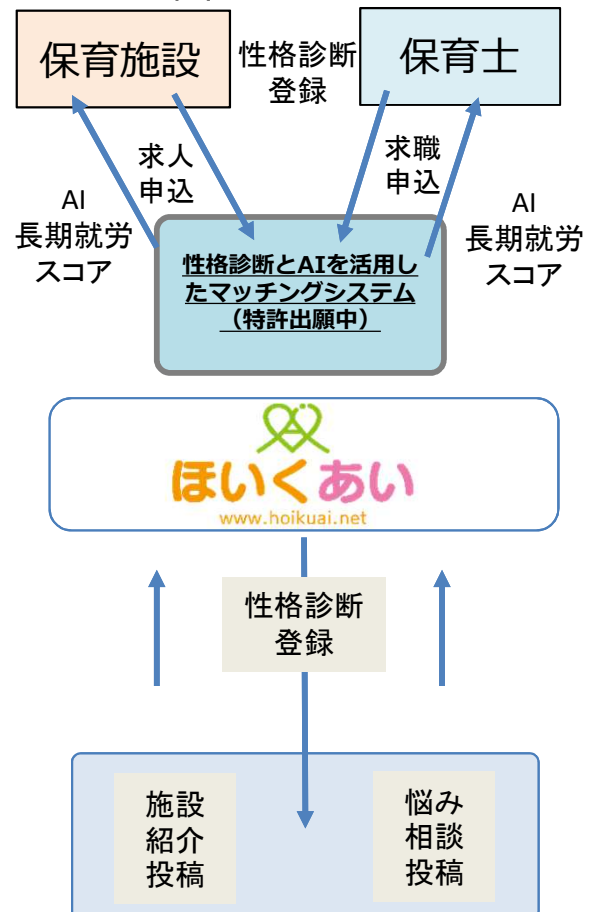 保育施設
性格診断
登録
保育士
求人
申込
求職
申込
AI
長期就労
スコア
AI
長期就労
スコア
性格診断とAIを活用し
たマッチングシステム
（特許出願中）
ほいくあい
www.hoikuai.net
性格診断
登録
施設
紹介
投稿
悩み
相談
投稿